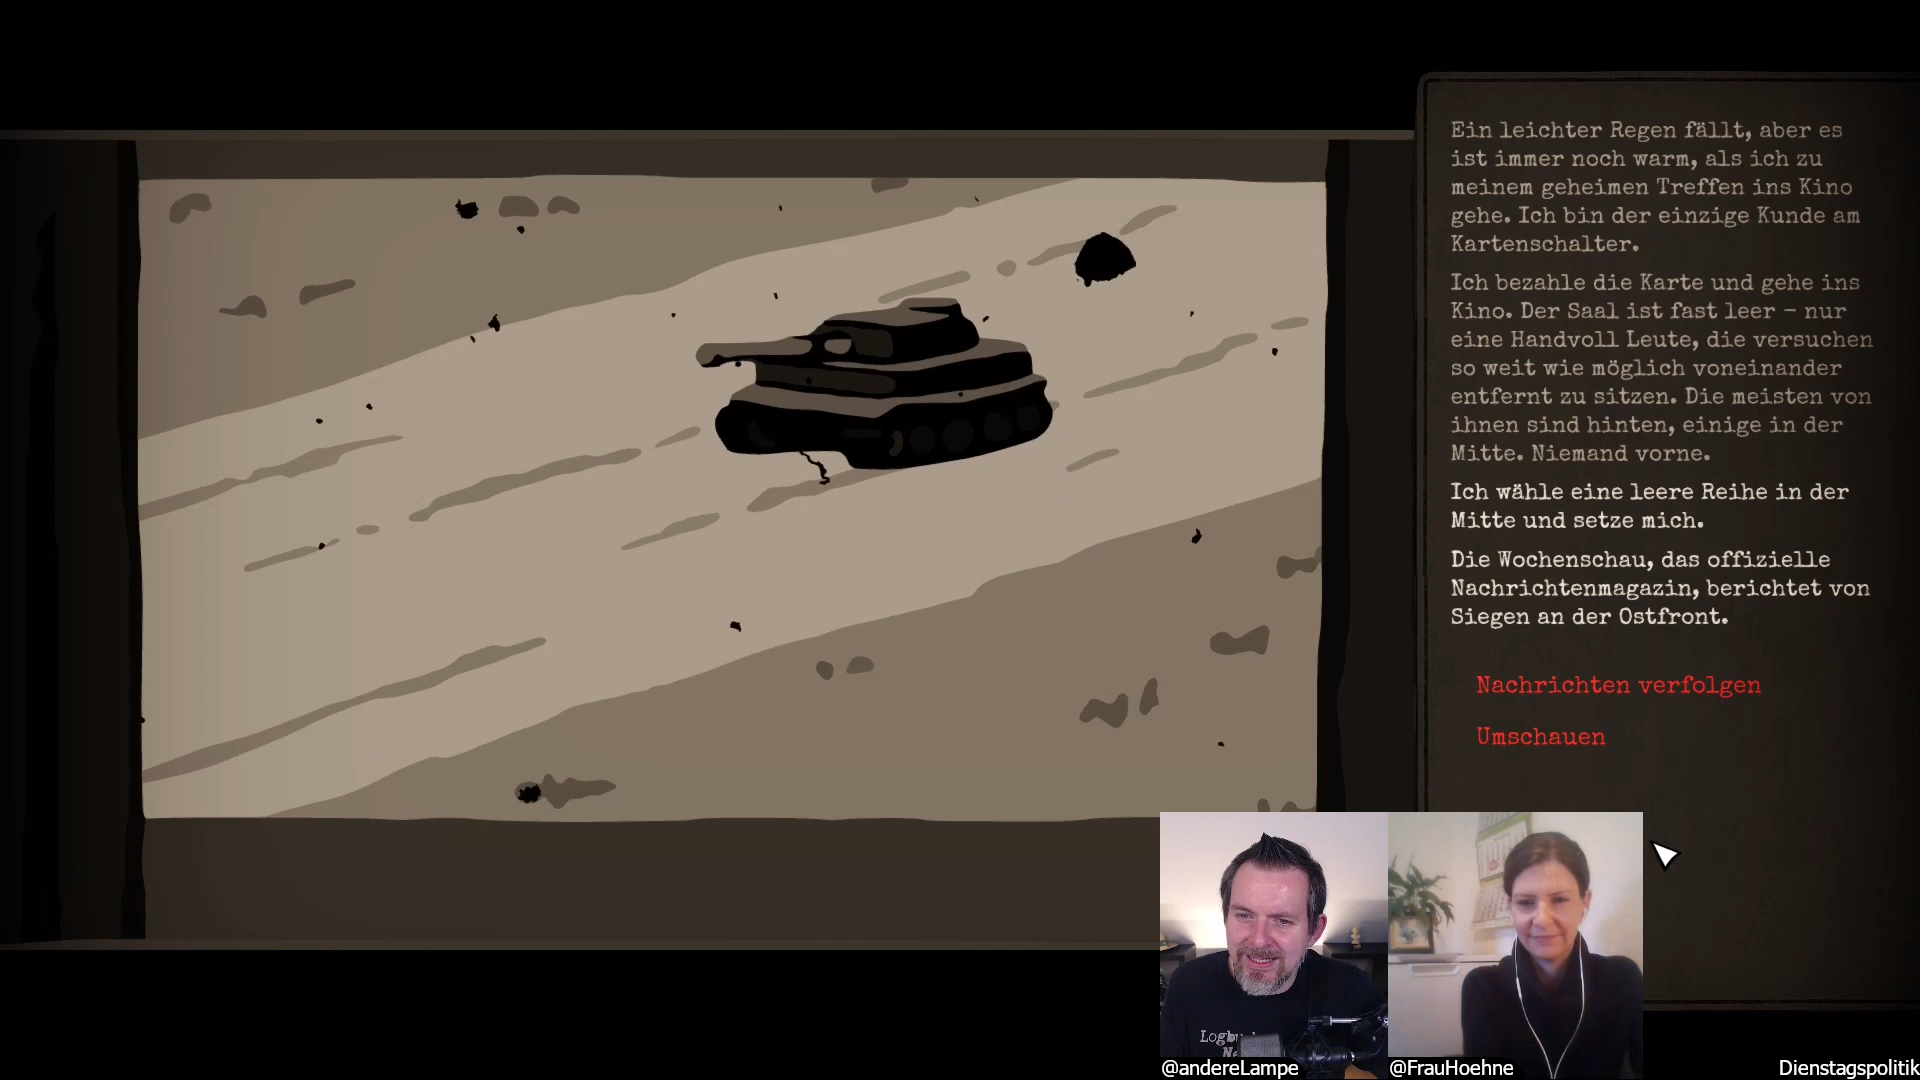 Ein leichter Regen fällt, aber es
ist immer noch warm, als ich zu
meinem geheimen Treffen ins Kino
gehe. Ich bin der einzige Kunde am
Kartenschalter.
Ich bezahle die Karte und gehe ins
Kino. Der Saal ist fast leer – nur
eine Handvoll Leute, die versuchen
so weit wie möglich voneinander
entfernt zu sitzen. Die meisten von
ihnen sind hinten, einige in der
Mitte. Niemand vorne.
Ich wähle eine leere Reihe in der
Mitte und setze mich.
Die Wochenschau, das offizielle
Nachrichtenmagazin, berichtet von
Siegen an der Ostfront.
Nachrichten verfolgen
Umschauen
@andereLampe
@FrauHoehne
Dienstagspolitik